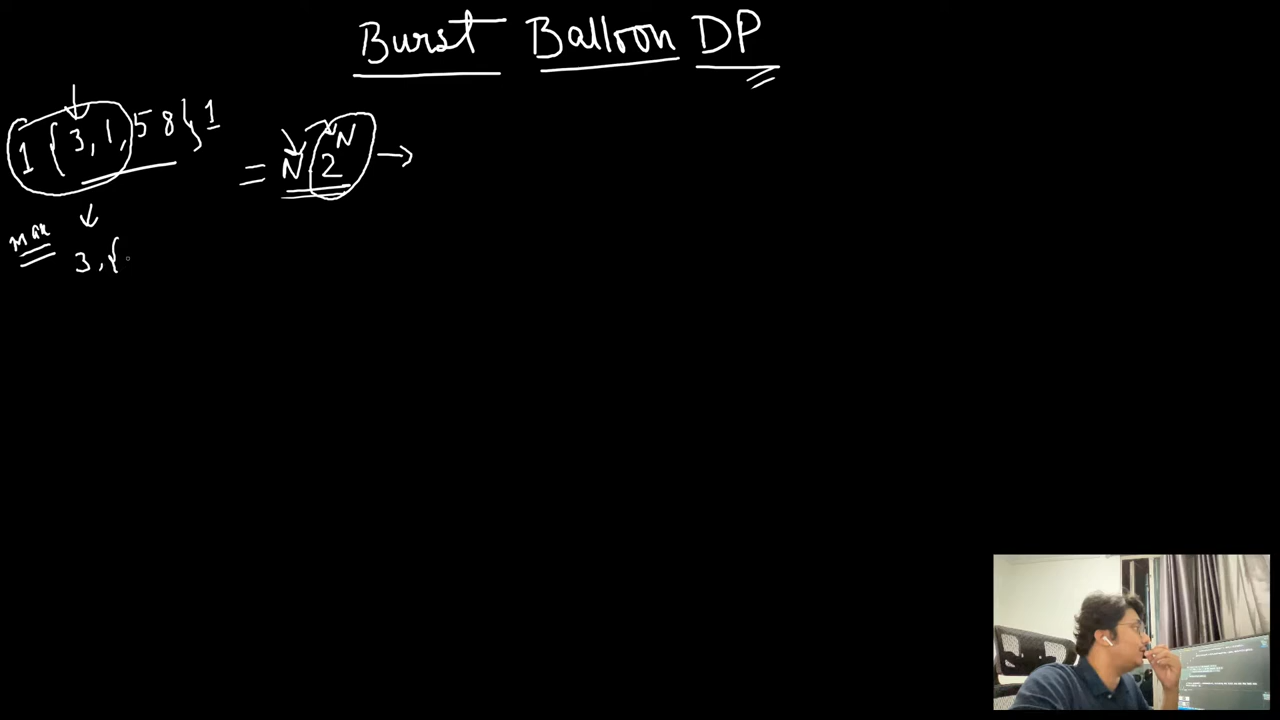 Burst Balloon DP
1 { 3, 1, 5 8 } 1
= N 2^N →
max
3, {